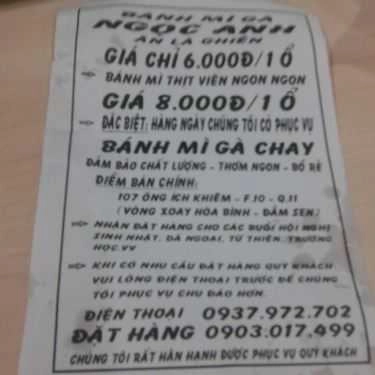 BÁNH MÌ GÀ
NGỌC ANH
ĂN LÀ GHIỀN
GIÁ CHỈ 6.000Đ/1 Ổ
BÁNH MÌ THỊT VIÊN NGON NGON
GIÁ 8.000Đ/1 Ổ
ĐẶC BIỆT: HÀNG NGÀY CHÚNG TÔI CÓ PHỤC VỤ
BÁNH MÌ GÀ CHAY
ĐẢM BẢO CHẤT LƯỢNG - THƠM NGON - BỔ RẺ
ĐIỂM BÁN CHÍNH:
107 ÔNG ÍCH KHIÊM - F.10 - Q.11
(VÒNG XOAY HÒA BÌNH - ĐẦM SEN)
NHẬN ĐẶT HÀNG CHO CÁC BUỔI HỘI NGHỊ
SINH NHẬT, DÃ NGOẠI, TỪ THIỆN, TRƯỜNG
HỌC.VV
KHI CÓ NHU CẦU ĐẶT HÀNG QUÝ KHÁCH
VUI LÒNG ĐIỆN THOẠI TRƯỚC ĐỂ CHÚNG
TÔI PHỤC VỤ CHU ĐÁO HƠN.
ĐIỆN THOẠI 0937.972.702
ĐẶT HÀNG 0903.017.499
CHÚNG TÔI RẤT HÂN HẠNH ĐƯỢC PHỤC VỤ QUÝ KHÁCH